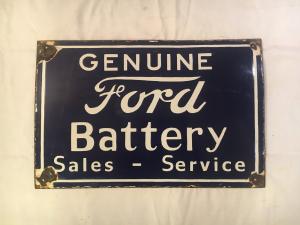 GENUINE
Ford
Battery
Sales - Service